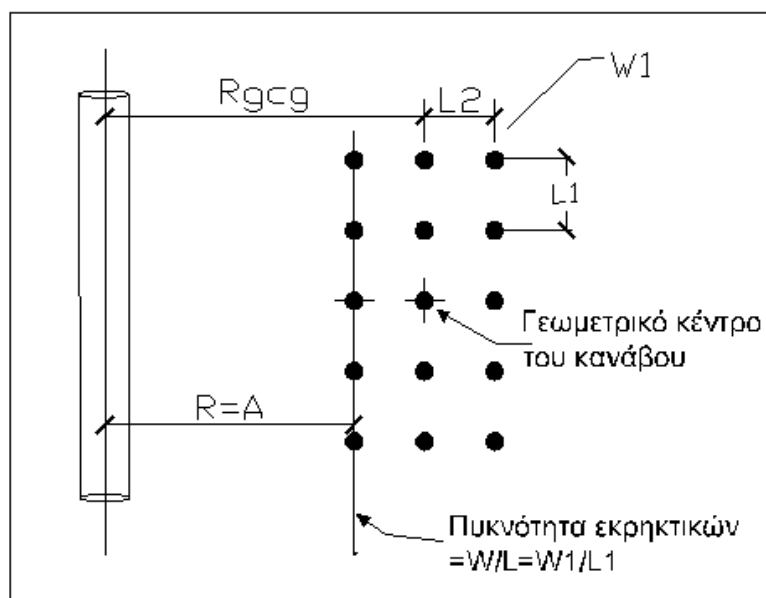 W1
Rgcg
L2
L1
Γεωμετρικό κέντρο
του κανάβου
R=A
Πυκνότητα εκρηκτικών
=W/L=W1/L1